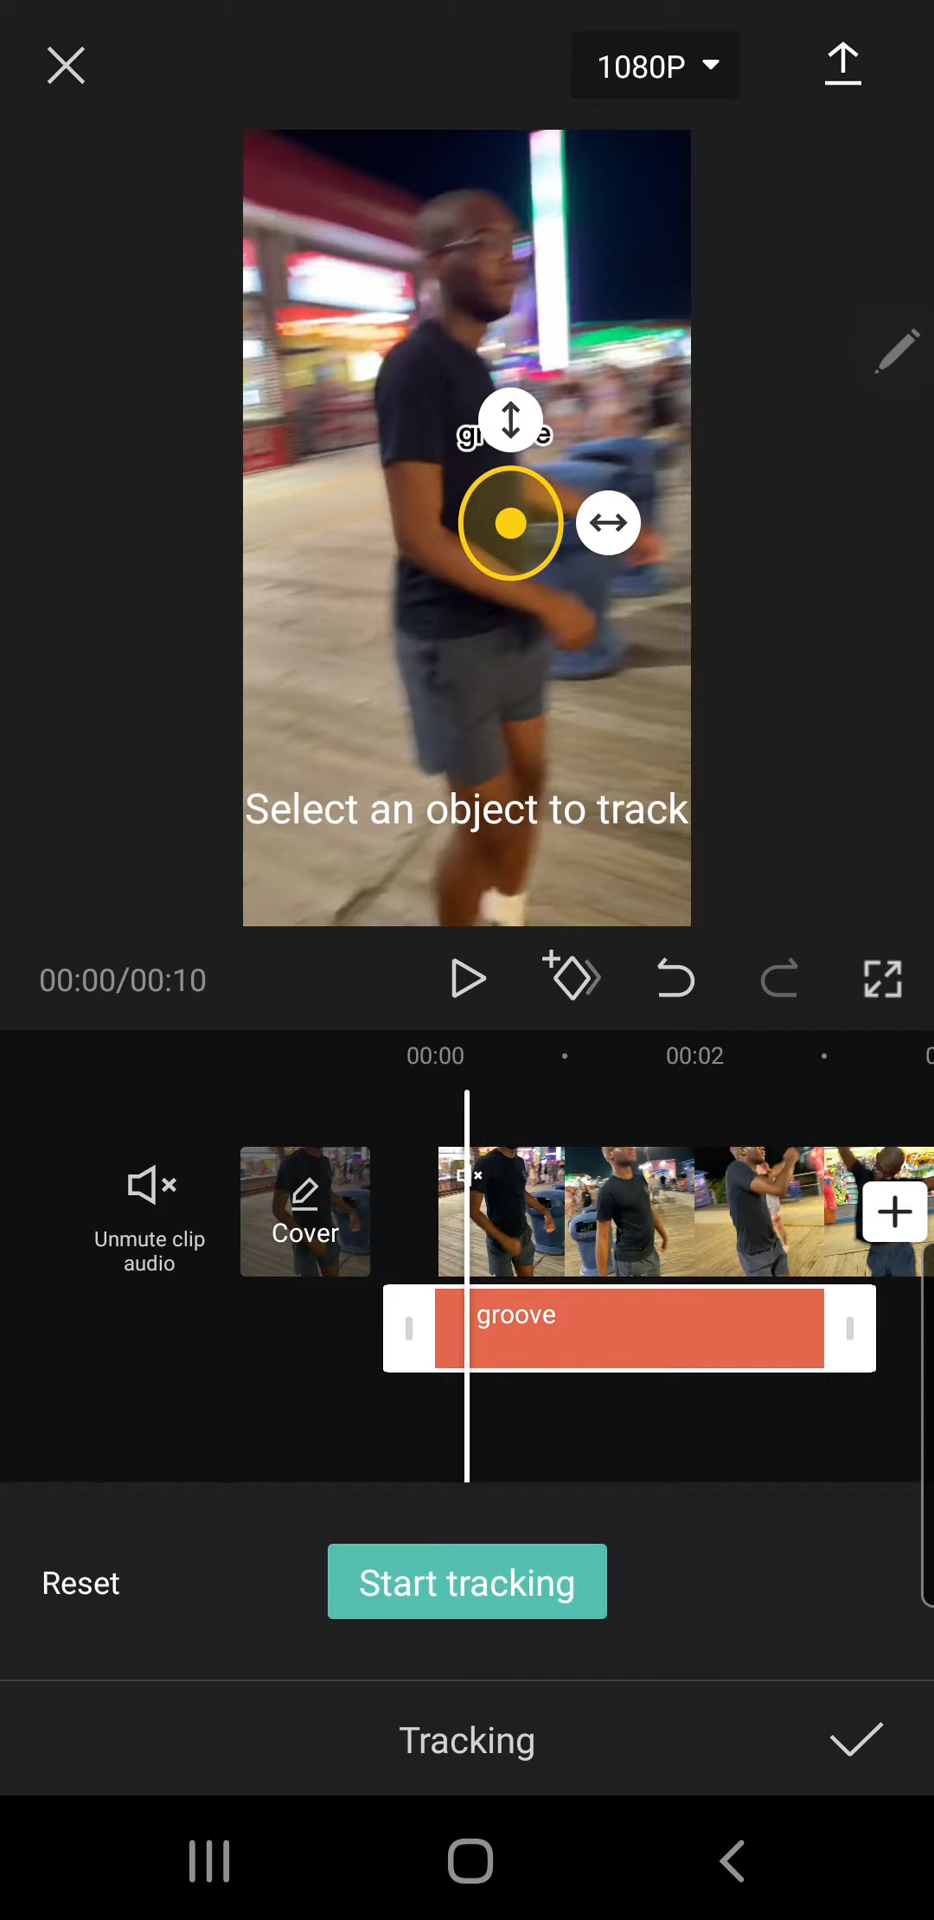 1080P
groove
Select an object to track
00:00/00:10
00:00
00:02
Unmute clip
audio
Cover
groove
Reset
Start tracking
Tracking